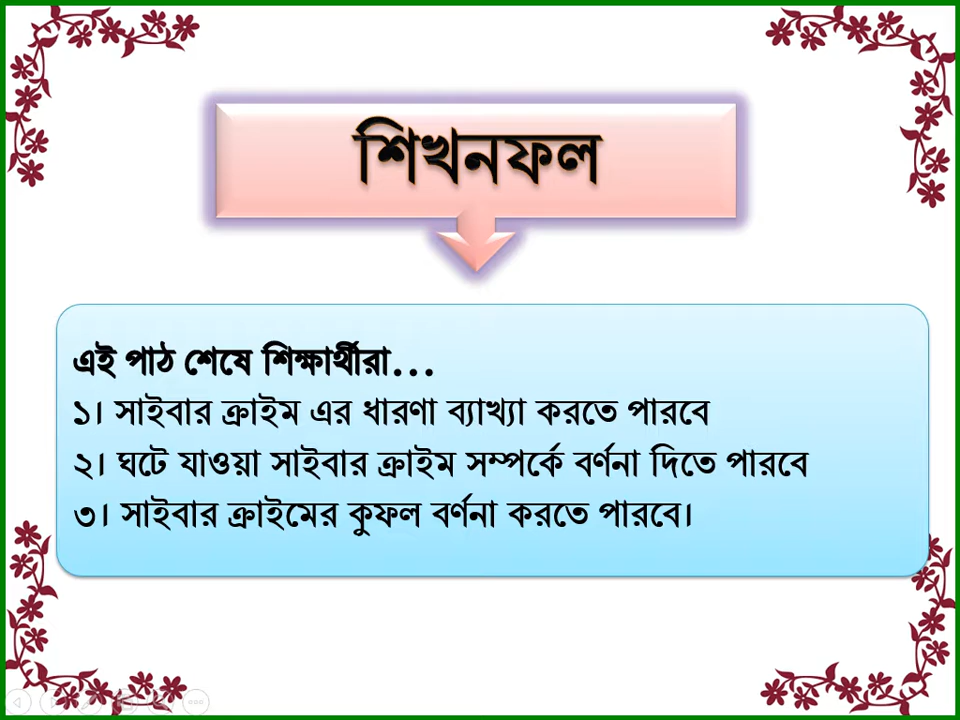 শিখনফল
এই পাঠ শেষে শিক্ষার্থীরা...
১। সাইবার ক্রাইম এর ধারণা ব্যাখ্যা করতে পারবে
২। ঘটে যাওয়া সাইবার ক্রাইম সম্পর্কে বর্ণনা দিতে পারবে
৩। সাইবার ক্রাইমের কুফল বর্ণনা করতে পারবে।